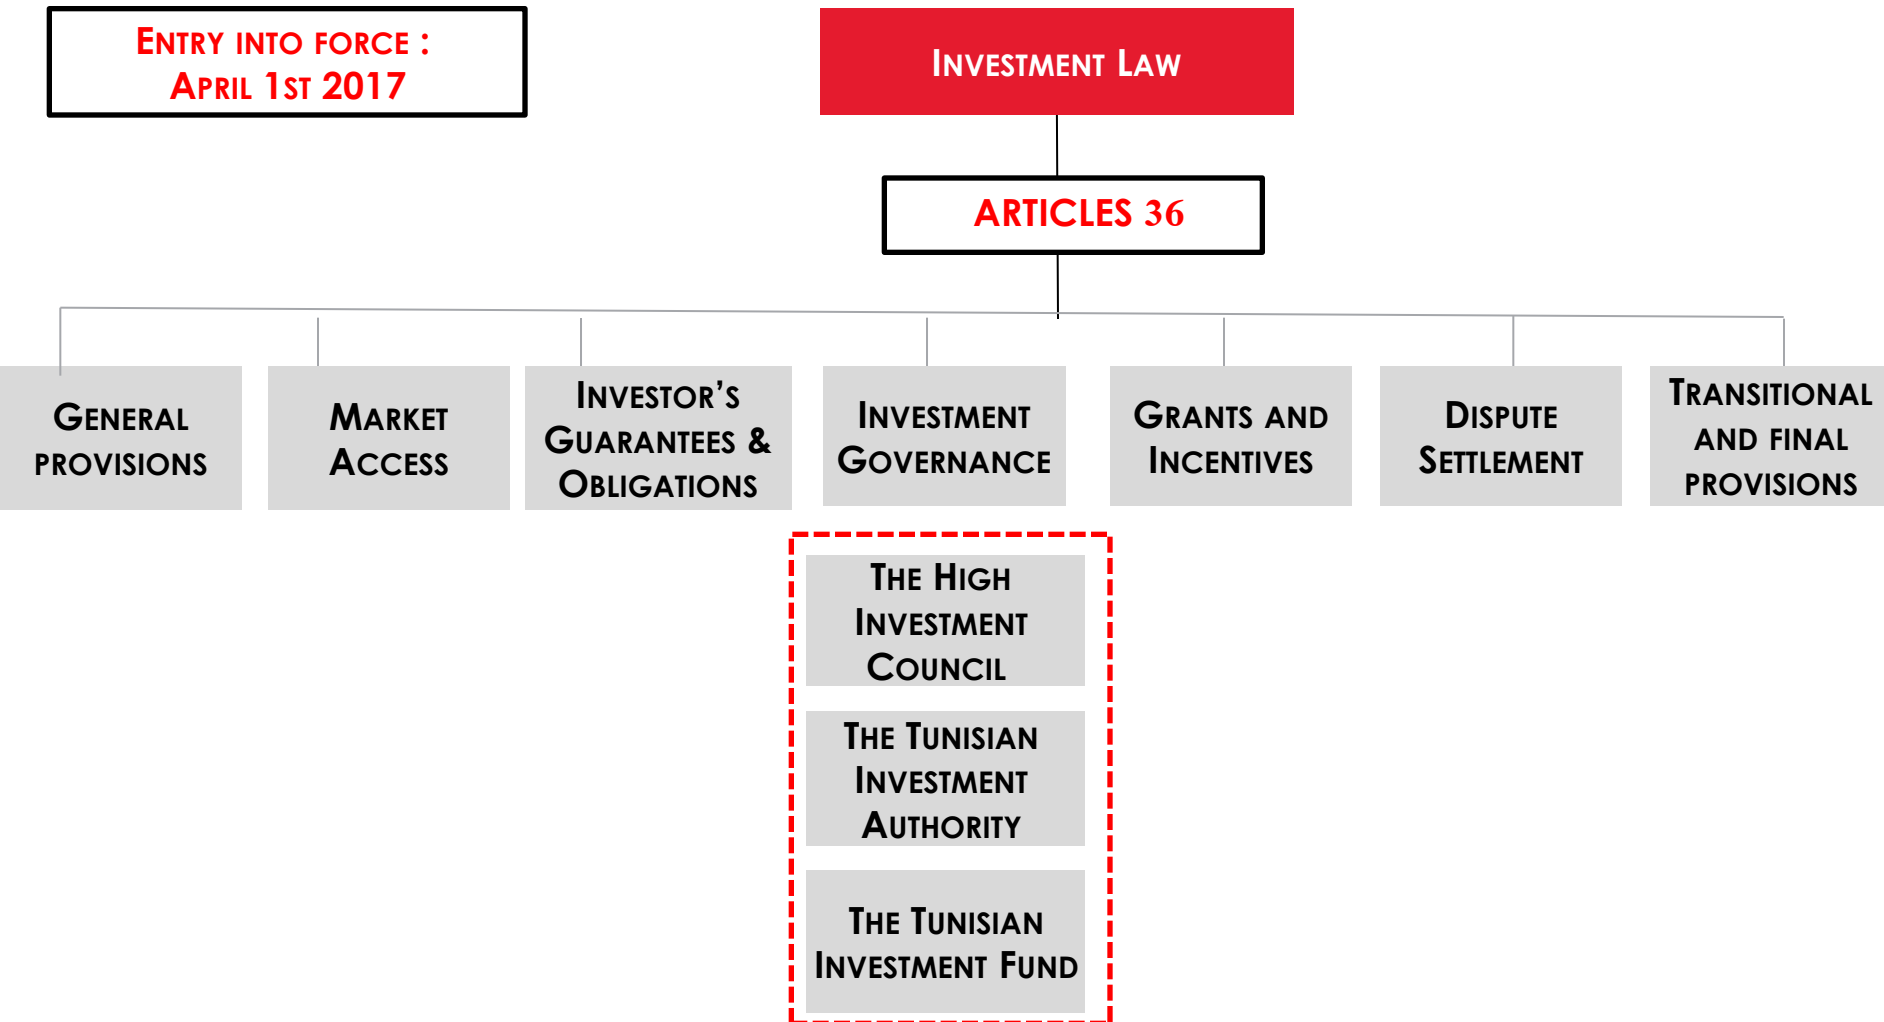 Entry into force :
April 1st 2017
Investment Law
ARTICLES 36
General
provisions
Market
Access
Investor’s
Guarantees &
Obligations
Investment
Governance
Grants and
Incentives
Dispute
Settlement
Transitional
and final
provisions
The High
Investment
Council
The Tunisian
Investment
Authority
The Tunisian
Investment Fund